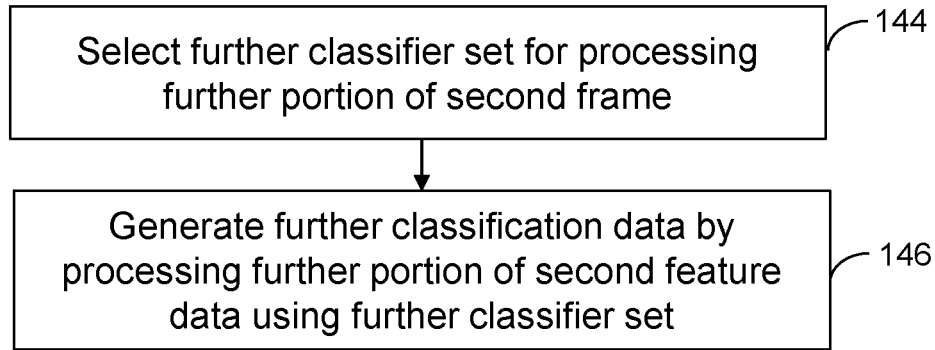 144
Select further classifier set for processing
further portion of second frame
Generate further classification data by
processing further portion of second feature
data using further classifier set
146